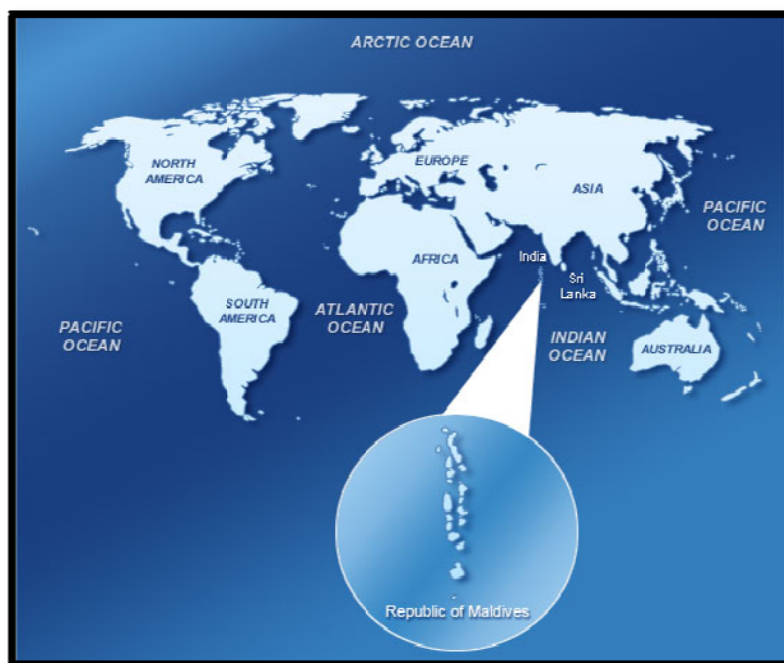 ARCTIC OCEAN
NORTH
AMERICA
EUROPE
ASIA
PACIFIC
OCEAN
India
AFRICA
Sri
Lanka
SOUTH
AMERICA
ATLANTIC
OCEAN
PACIFIC
OCEAN
INDIAN
OCEAN
AUSTRALIA
Republic of Maldives